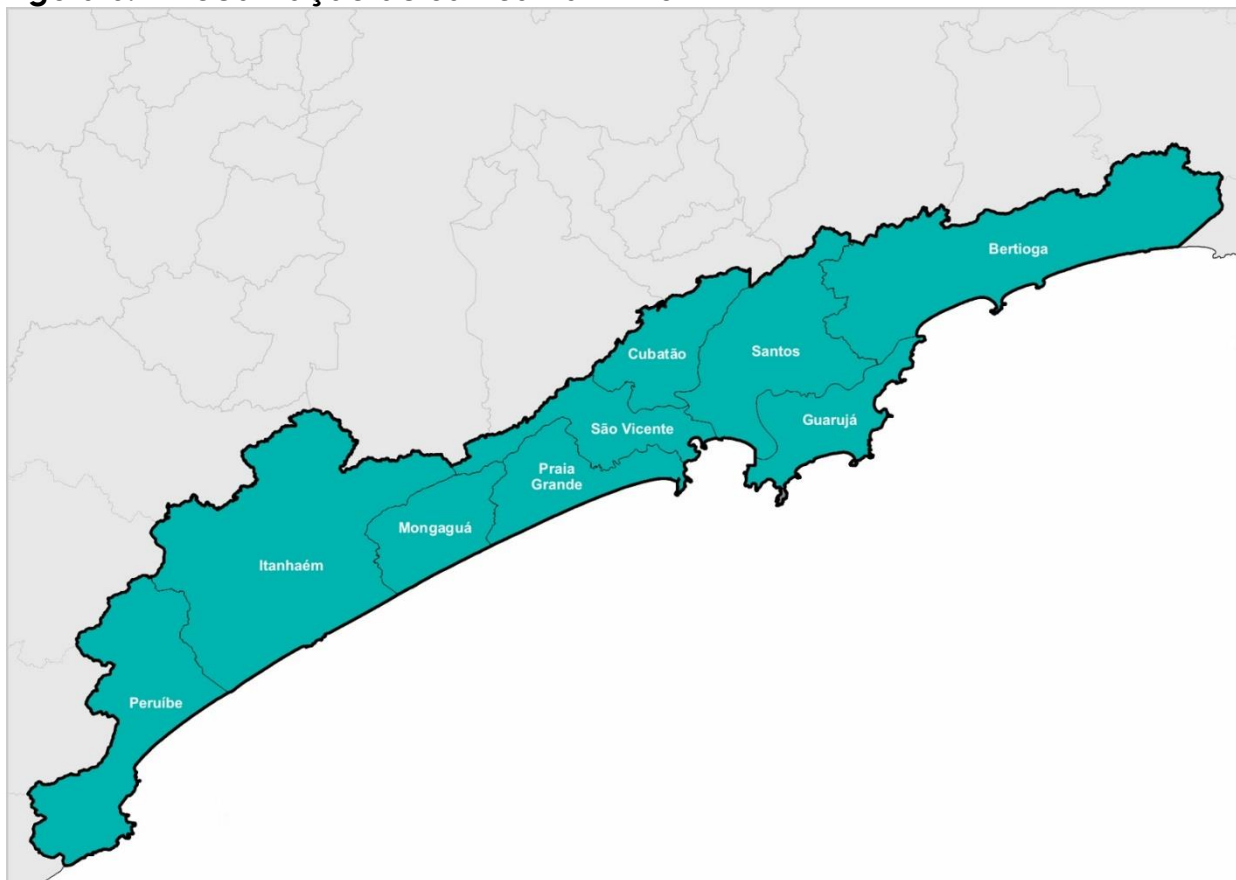 Bertioga
Cubatão
Santos
Guarujá
São Vicente
Praia
Grande
Mongaguá
Itanhaém
Peruíbe